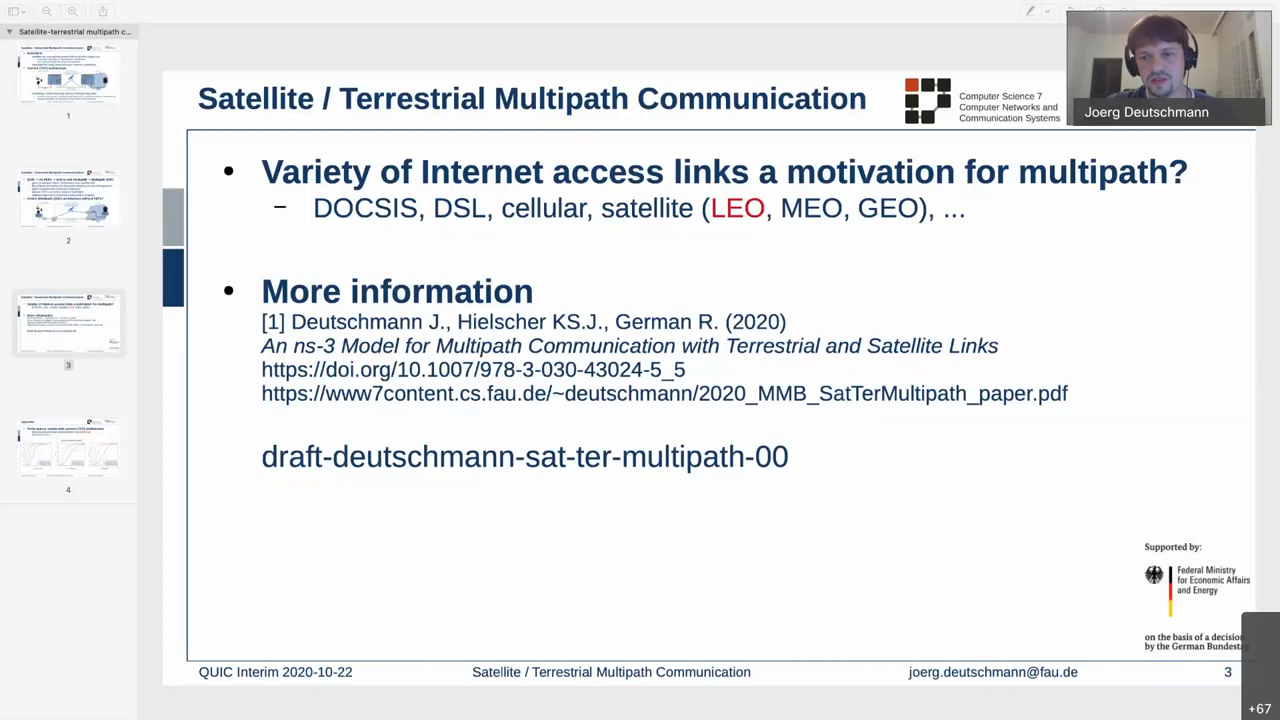 Satellite-terrestrial multipath c...
1
2
3
4
Joerg Deutschmann
Satellite / Terrestrial Multipath Communication
Computer Science 7
Computer Networks and
Communication Systems
Variety of Internet access links a motivation for multipath?
– DOCSIS, DSL, cellular, satellite (LEO, MEO, GEO), ...
More information
[1] Deutschmann J., Hielscher KS.J., German R. (2020)
An ns-3 Model for Multipath Communication with Terrestrial and Satellite Links
https://doi.org/10.1007/978-3-030-43024-5_5
https://www7content.cs.fau.de/~deutschmann/2020_MMB_SatTerMultipath_paper.pdf
draft-deutschmann-sat-ter-multipath-00
Supported by:
Federal Ministry
for Economic Affairs
and Energy
on the basis of a decision
by the German Bundestag
QUIC Interim 2020-10-22
Satellite / Terrestrial Multipath Communication
joerg.deutschmann@fau.de
3
+67